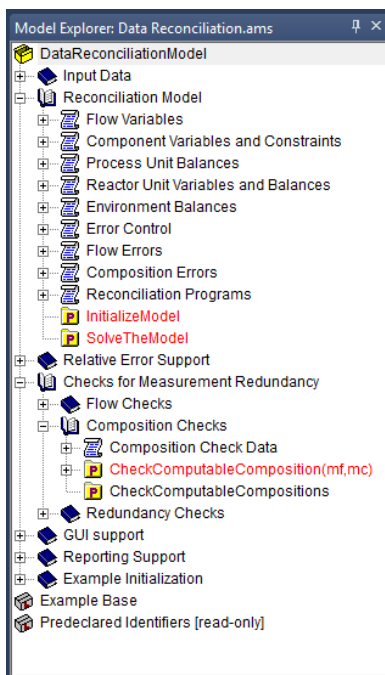 Model Explorer: Data Reconciliation.ams
DataReconciliationModel
Input Data
Reconciliation Model
Flow Variables
Component Variables and Constraints
Process Unit Balances
Reactor Unit Variables and Balances
Environment Balances
Error Control
Flow Errors
Composition Errors
Reconciliation Programs
P InitializeModel
P SolveTheModel
Relative Error Support
Checks for Measurement Redundancy
Flow Checks
Composition Checks
Composition Check Data
P CheckComputableComposition(mf,mc)
P CheckComputableCompositions
Redundancy Checks
GUI support
Reporting Support
Example Initialization
Example Base
Predeclared Identifiers [read-only]